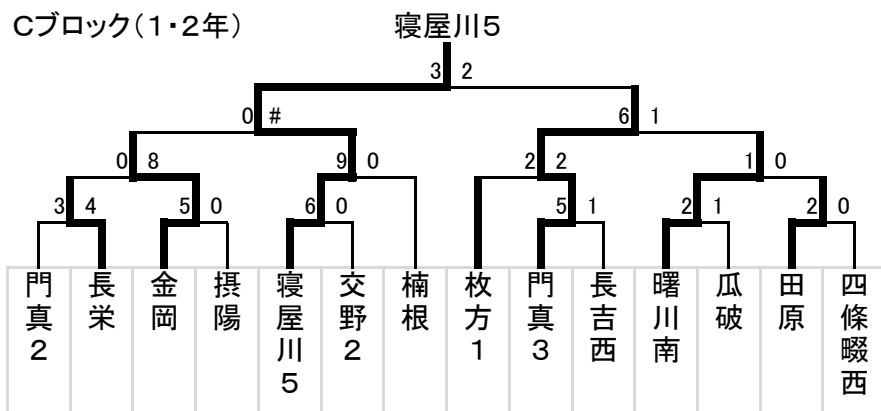 Cブロック(1・2年)
寝屋川5
3 2
0 #
6 1
0 8
9 0
2 2
1 0
3 4
5 0
6 0
5 1
2 1
2 0
門真2
長栄
金岡
摂陽
寝屋川5
交野2
楠根
枚方1
門真3
長吉西
曙川南
瓜破
田原
四條畷西